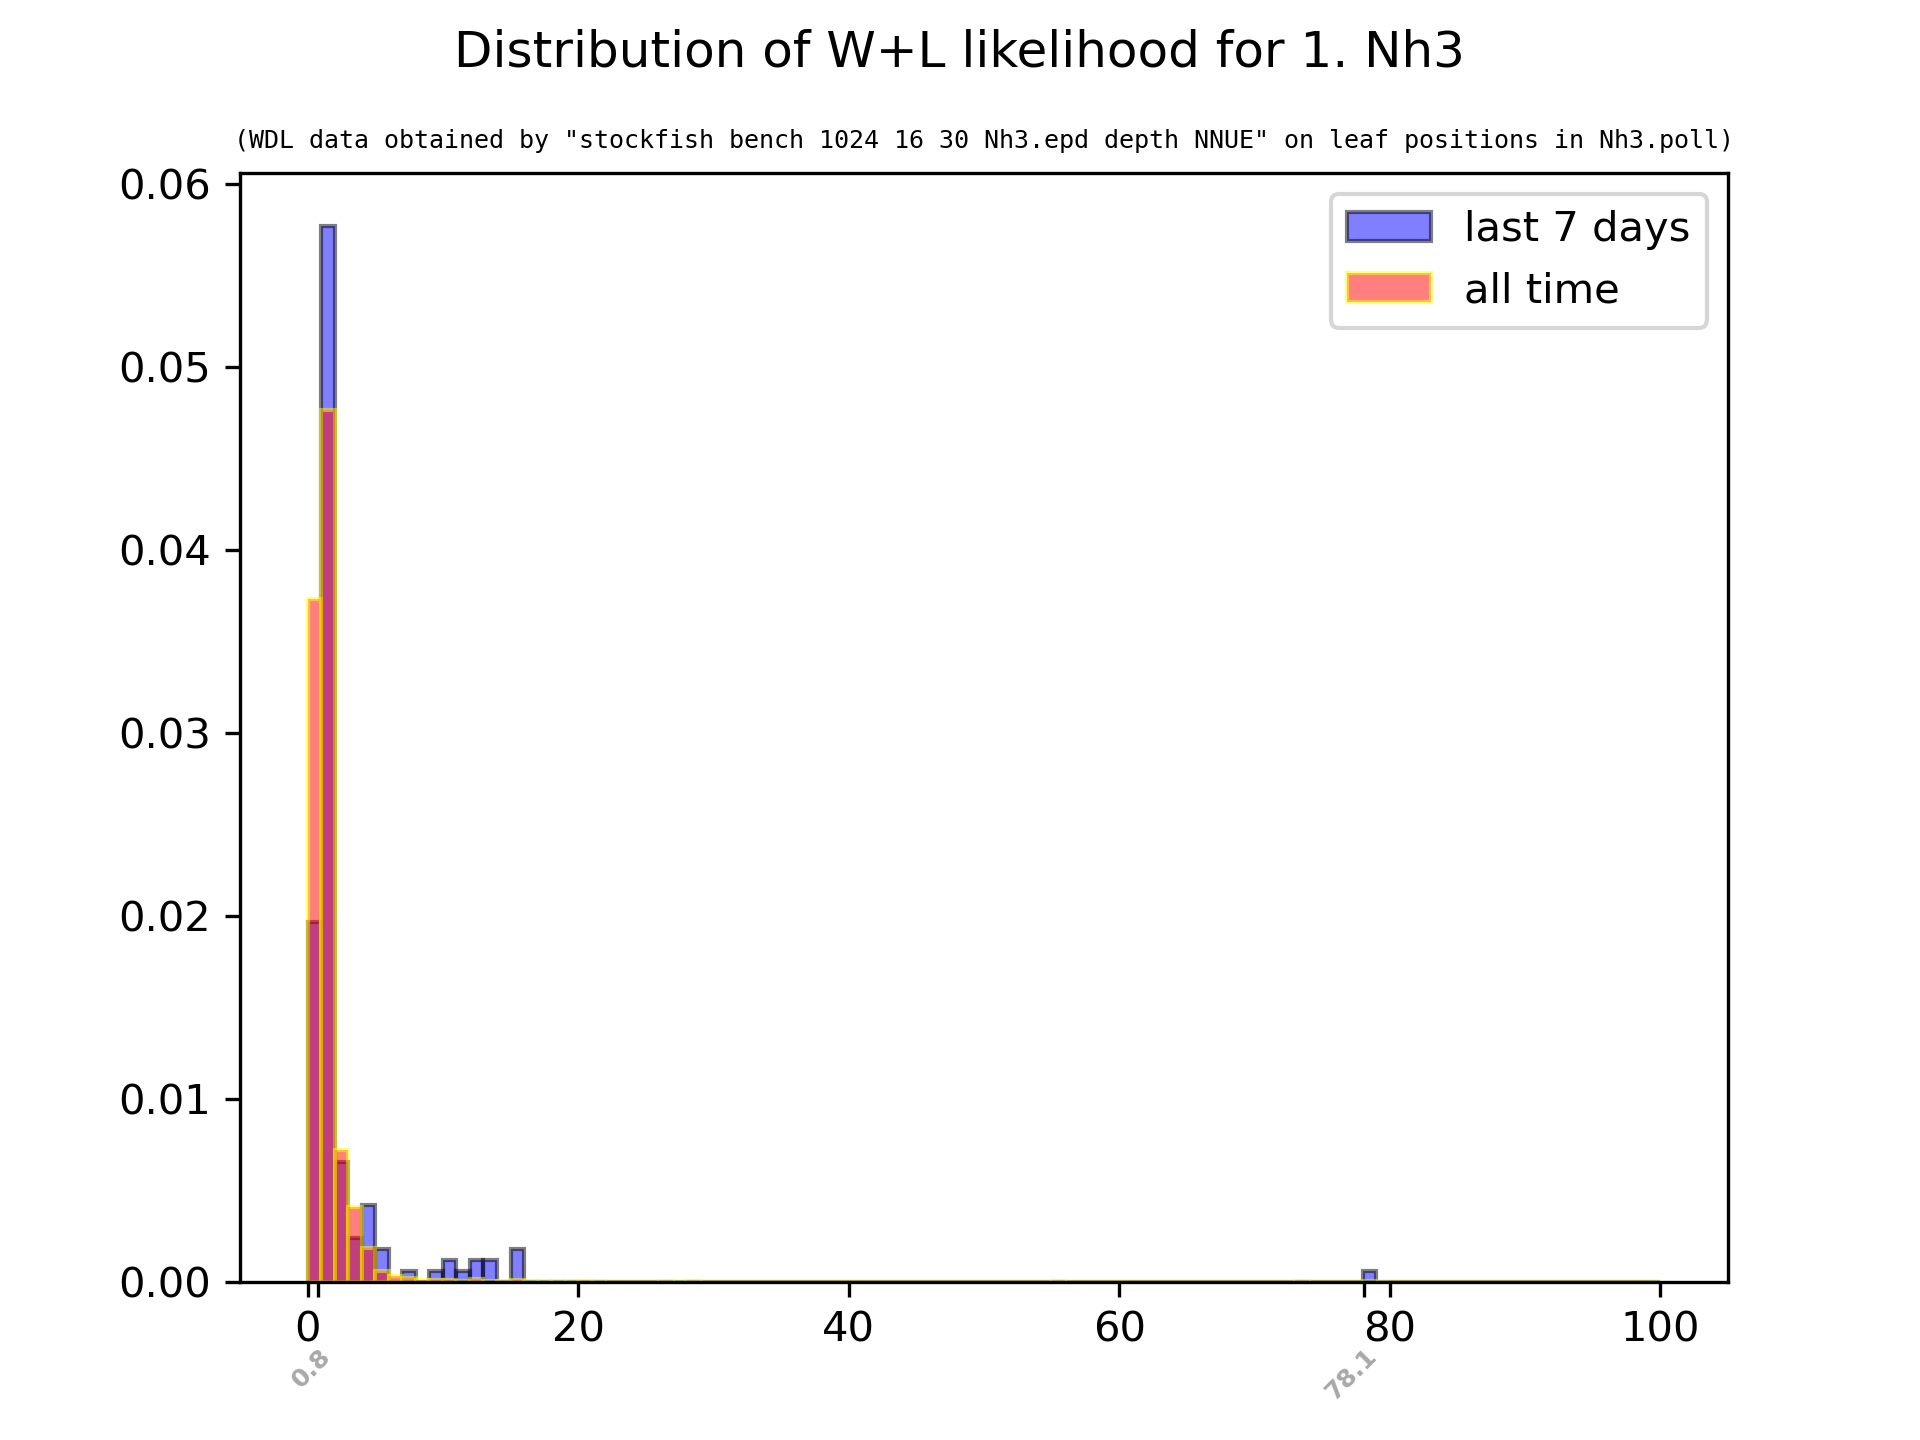 Distribution of W+L likelihood for 1. Nh3
(WDL data obtained by "stockfish bench 1024 16 30 Nh3.epd depth NNUE" on leaf positions in Nh3.poll)
last 7 days
all time
0.06
0.05
0.04
0.03
0.02
0.01
0.00
0 20 40 60 80 100
0.8 78.1